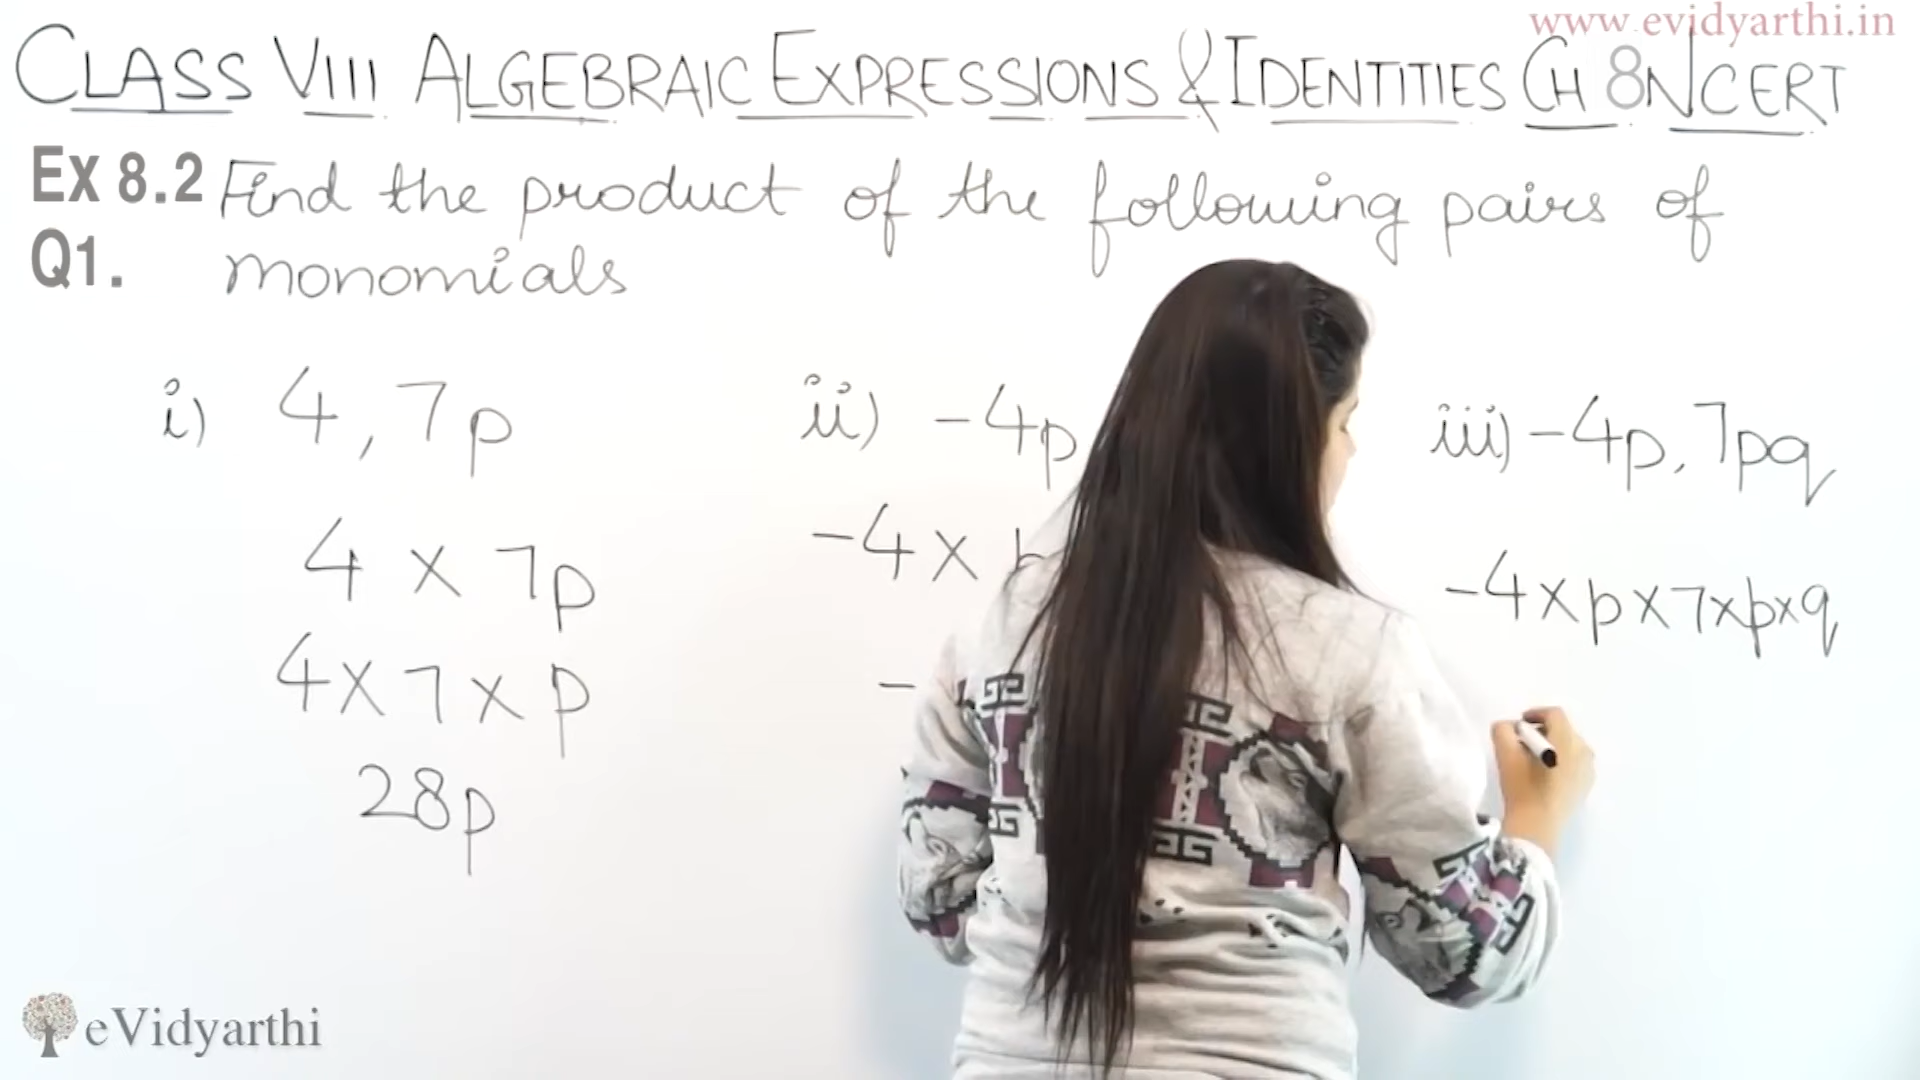 www.evidyarthi.in
CLASS VIII ALGEBRAIC EXPRESSIONS & IDENTITIES CH 8 NCERT
Ex 8.2 Find the product of the following pairs of
Q1. monomials
i) 4, 7p
ii) -4p
iii) -4p, 7pq
4 × 7p
-4 ×
-4×p×7×p×q
4×7×p
-
28p
eVidyarthi